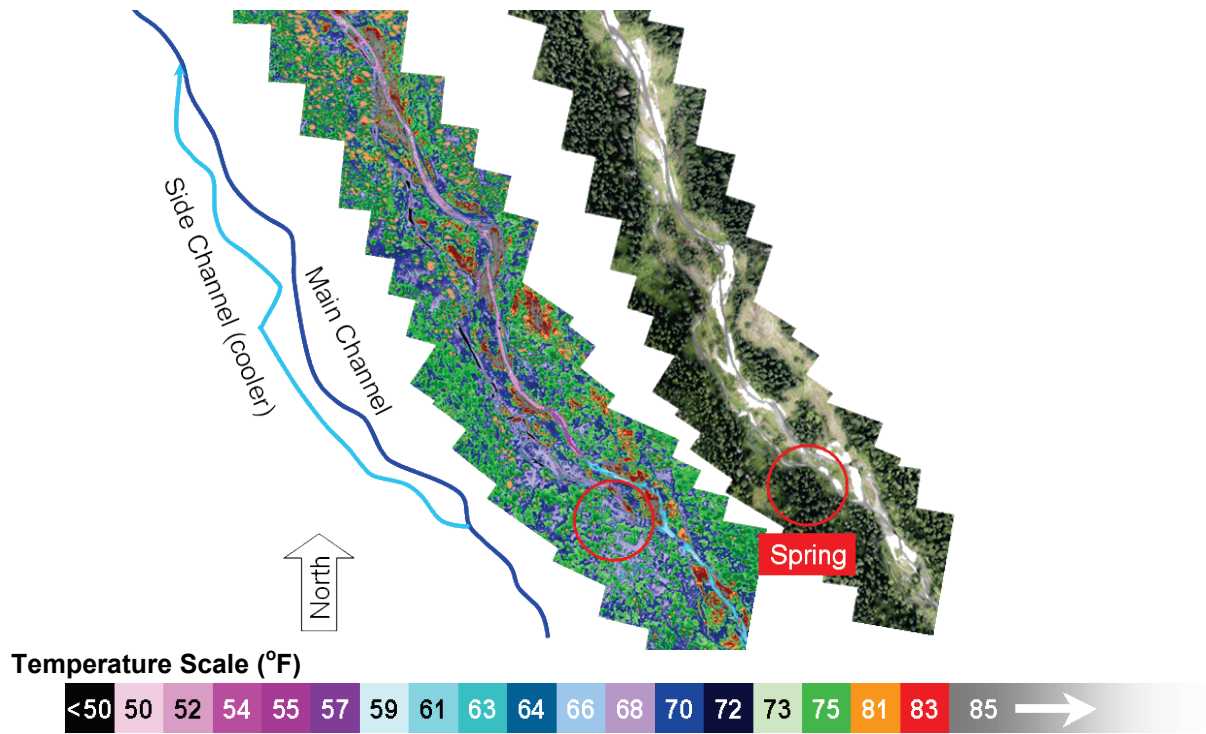 Side Channel (cooler)
Main Channel
North
Spring
Temperature Scale (°F)
<50 50 52 54 55 57 59 61 63 64 66 68 70 72 73 75 81 83 85